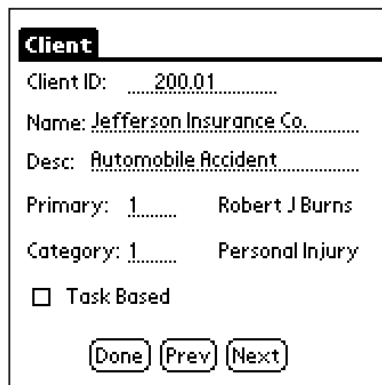 Client
Client ID: 200.01
Name: Jefferson Insurance Co.
Desc: Automobile Accident
Primary: 1 Robert J Burns
Category: 1 Personal Injury
Task Based
Done Prev Next